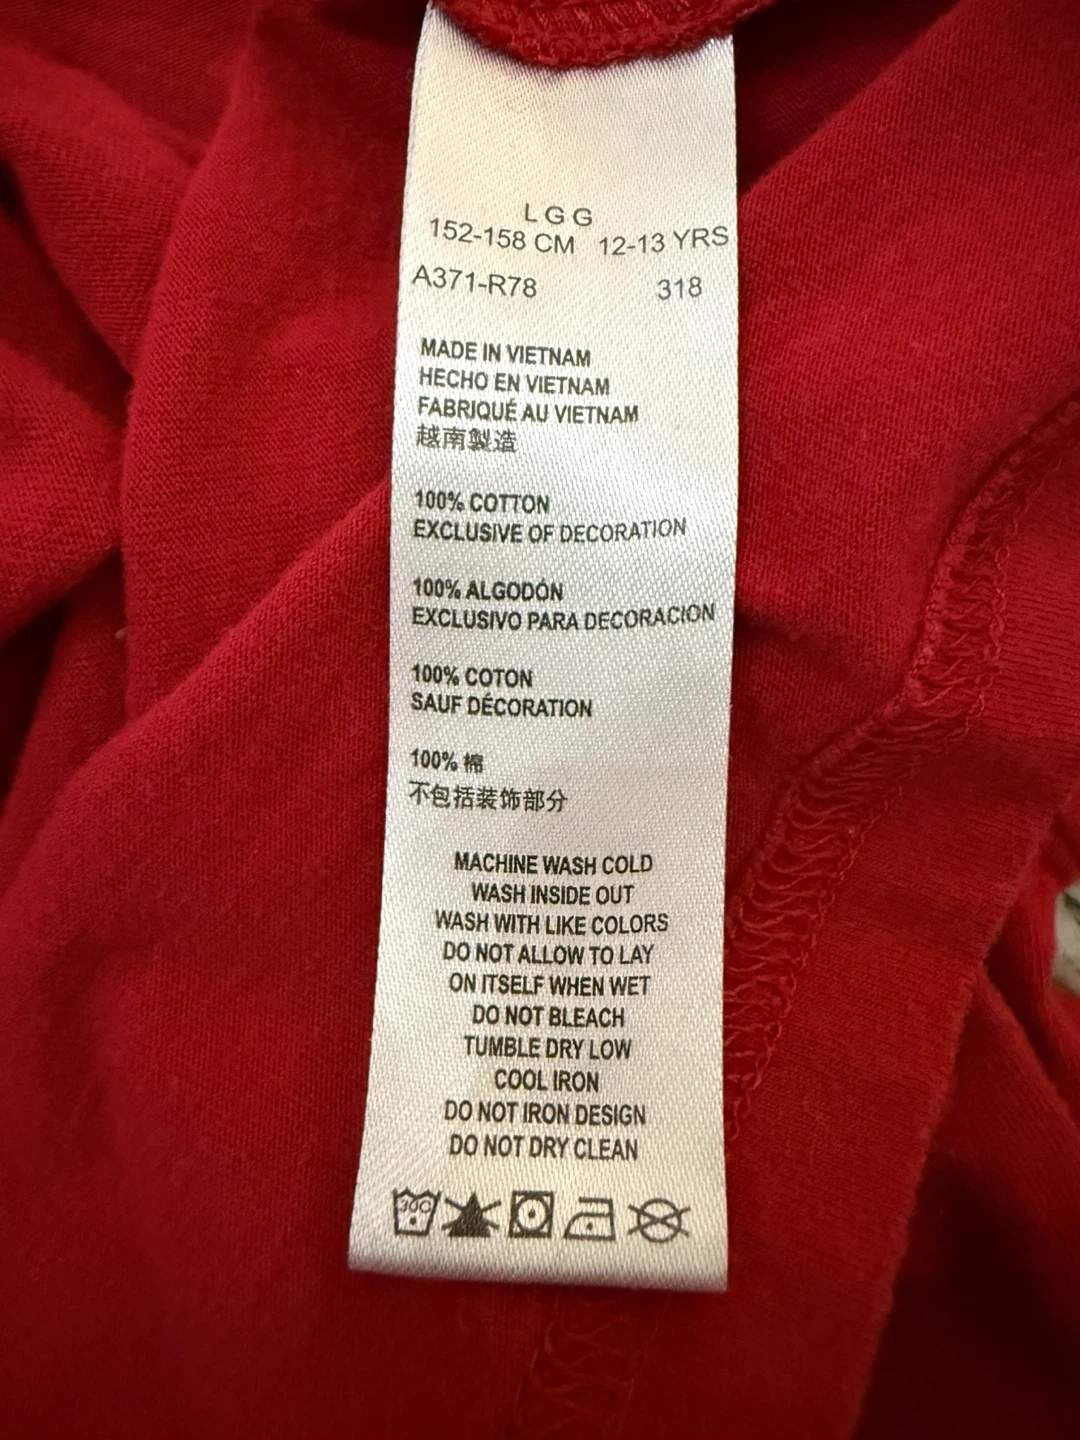 LGG
152-158 CM 12-13 YRS
A371-R78 318
MADE IN VIETNAM
HECHO EN VIETNAM
FABRIQUÉ AU VIETNAM
越南製造
100% COTTON
EXCLUSIVE OF DECORATION
100% ALGODÓN
EXCLUSIVO PARA DECORACION
100% COTON
SAUF DÉCORATION
100% 棉
不包括装饰部分
MACHINE WASH COLD
WASH INSIDE OUT
WASH WITH LIKE COLORS
DO NOT ALLOW TO LAY
ON ITSELF WHEN WET
DO NOT BLEACH
TUMBLE DRY LOW
COOL IRON
DO NOT IRON DESIGN
DO NOT DRY CLEAN
30C